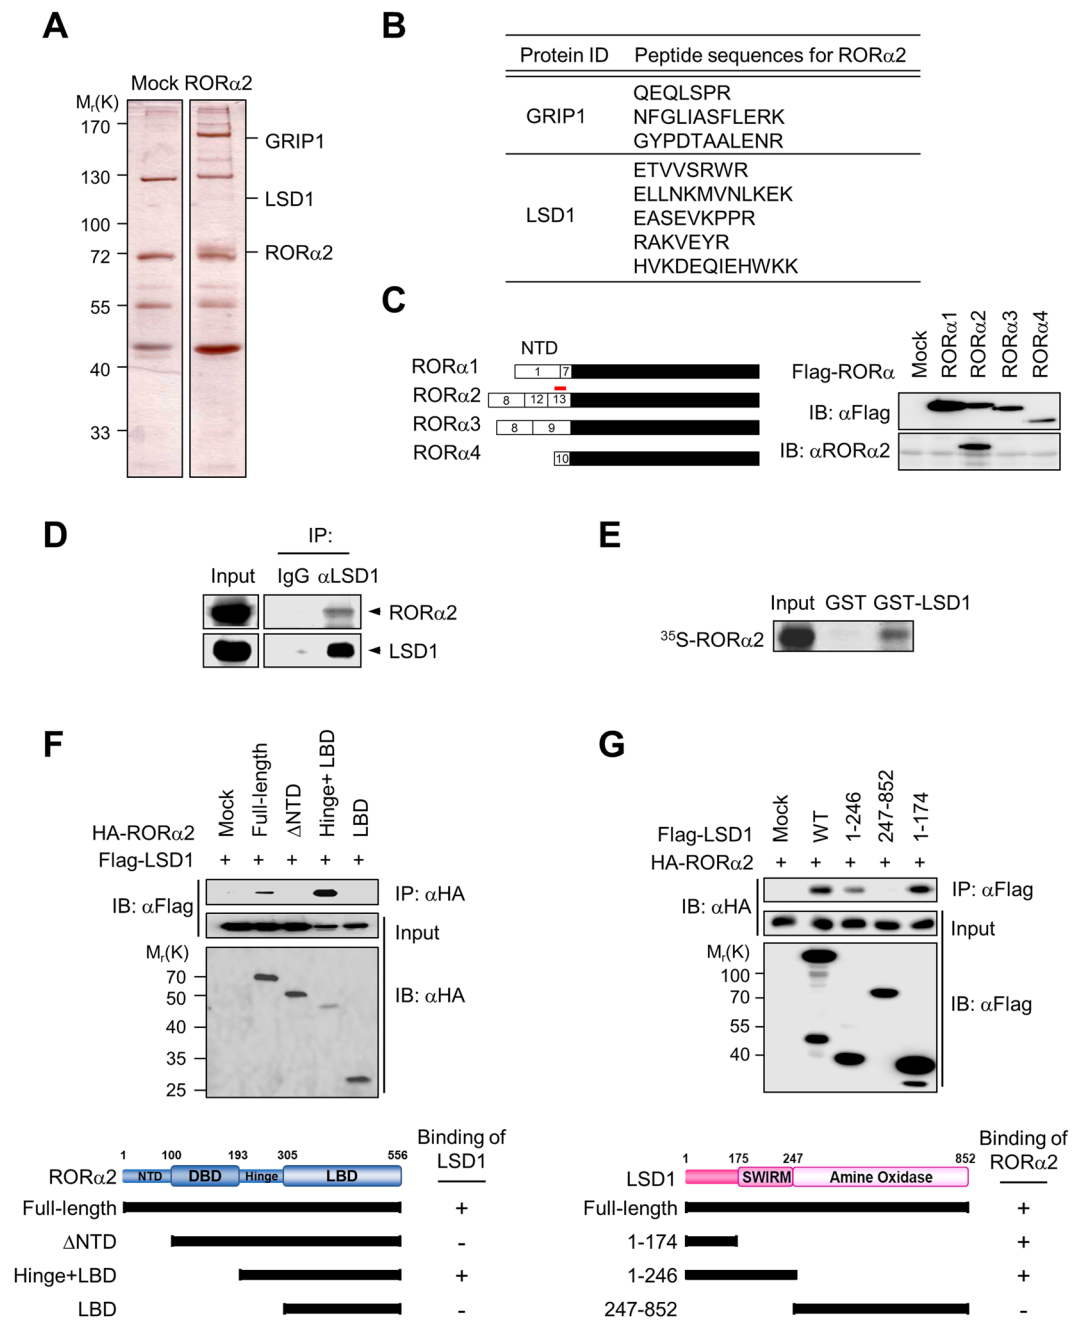 A
Mock RORα2
Mr(K)
170
130
100
72
55
40
33
GRIP1
LSD1
RORα2
B
Protein ID Peptide sequences for RORα2
GRIP1
QEQLSPR
NFGLIASFLERK
GYPDTAALENR
LSD1
ETVVSRWR
ELLNKMVNLKEK
EASEVKPPR
RAKVEYR
HVKDEQIEHWKK
C
NTD
RORα1 1 7
RORα2 8 12 13
RORα3 8 9
RORα4 10
Flag-RORα Mock RORα1 RORα2 RORα3 RORα4
IB: αFlag
IB: αRORα2
D
IP:
Input IgG αLSD1
RORα2
LSD1
E
Input GST GST-LSD1
35S-RORα2
F
HA-RORα2 Mock Full-length ΔNTD Hinge+ LBD LBD
Flag-LSD1 + + + + +
IB: αFlag
IP: αHA
Input
Mr(K)
70
50
40
35
25
IB: αHA
Binding of
LSD1
1 100 193 305 556
RORα2 NTD DBD Hinge LBD
Full-length +
ΔNTD -
Hinge+LBD +
LBD -
G
Flag-LSD1 Mock WT 1-246 247-852 1-174
HA-RORα2 + + + + +
IB: αHA
IP: αFlag
Input
Mr(K)
100
70
55
40
IB: αFlag
Binding of
RORα2
1 175 247 852
LSD1 SWIRM Amine Oxidase
Full-length +
1-174 +
1-246 +
247-852 -